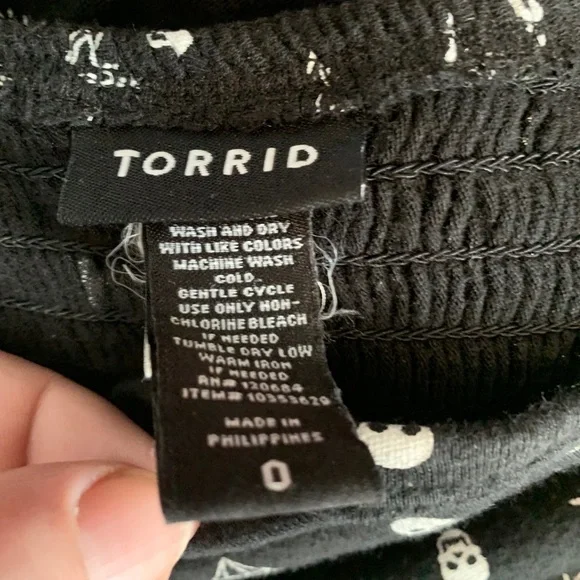 TORRID
WASH AND DRY
WITH LIKE COLORS
MACHINE WASH
COLD
GENTLE CYCLE
USE ONLY NON-
CHLORINE BLEACH
IF NEEDED
TUMBLE DRY LOW
WARM IRON
IF NEEDED
RN# 120684
ITEM# 10353629
MADE IN
PHILIPPINES
0